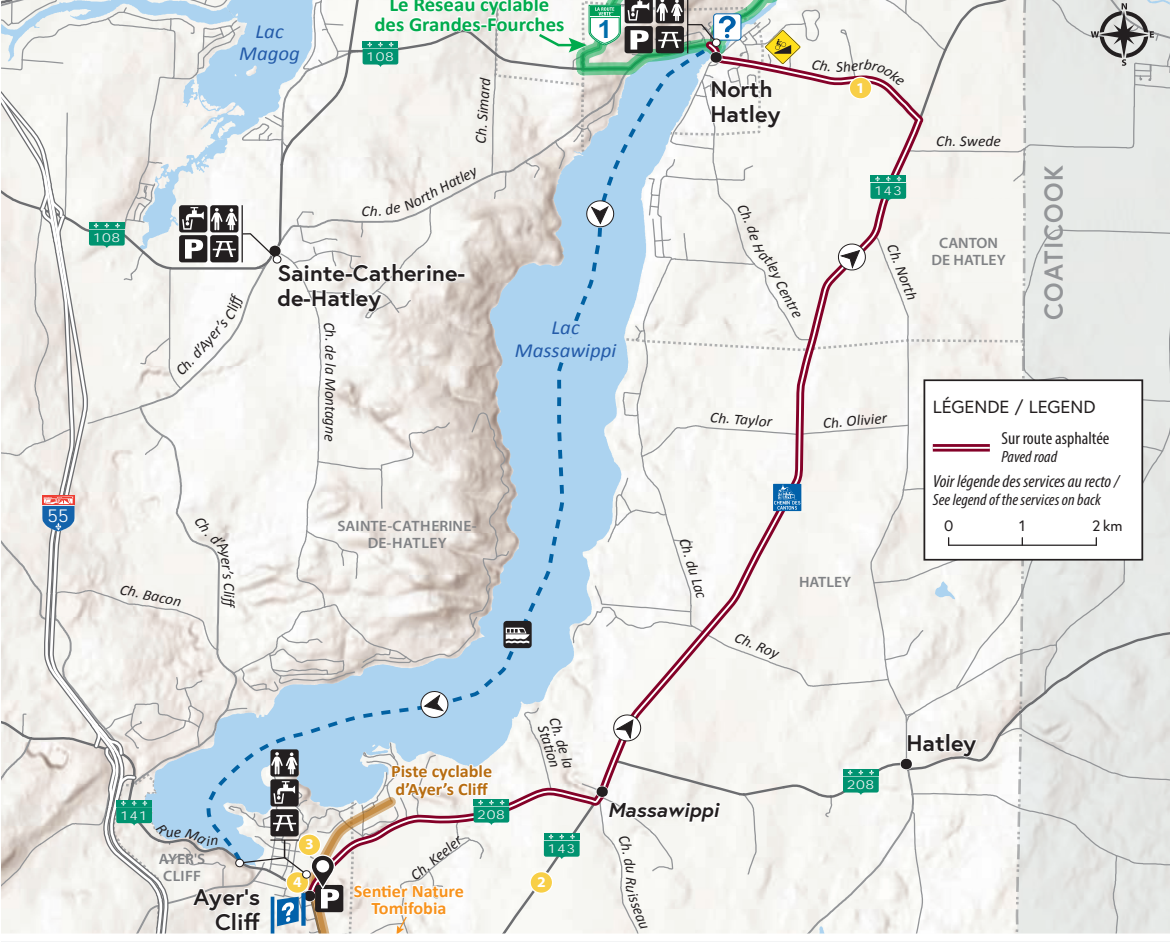 Le Réseau cyclable
des Grandes-Fourches
LA ROUTE
VERTE
1
P
?
N
W
E
S
Lac
Magog
108
Ch. Sherbrooke
1
North
Hatley
Ch. Simard
Ch. Swede
143
Ch. de North Hatley
108
P
Sainte-Catherine-
de-Hatley
Ch. de Hatley Centre
Ch. North
CANTON
DE HATLEY
COATICOOK
Ch. d'Ayer's Cliff
Ch. de la Montagne
Lac
Massawippi
Ch. Taylor
Ch. Olivier
LÉGENDE / LEGEND
Sur route asphaltée
Paved road
Voir légende des services au recto /
See legend of the services on back
0 1 2 km
CHEMIN DES
CANTONS
55
SAINTE-CATHERINE-
DE-HATLEY
Ch. d'Ayer's Cliff
Ch. Bacon
Ch. du Lac
HATLEY
Ch. Roy
Ch. de la
Station
Hatley
208
Piste cyclable
d'Ayer's Cliff
208
Massawippi
141
Rue Main
AYER'S
CLIFF
3
4
143
Ch. Keeler
2
Ch. du Ruisseau
Ayer's
Cliff
?
P
Sentier Nature
Tomifobia